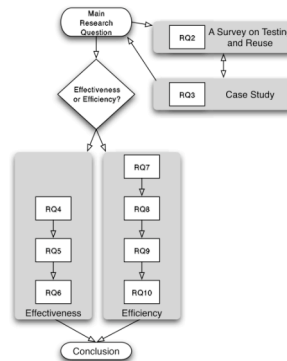 Main
Research
Question
RQ2
A Survey on Testing
and Reuse
RQ3
Case Study
Effectiveness
or Efficiency?
RQ7
RQ4
RQ8
RQ5
RQ9
RQ6
RQ10
Effectiveness
Efficiency
Conclusion